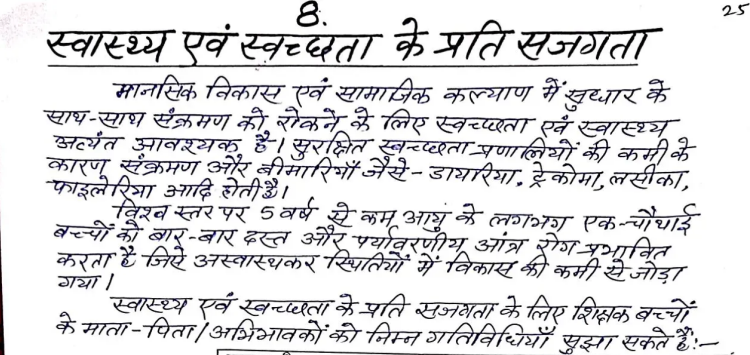 8.
25
स्वास्थ्य एवं स्वच्छता के प्रति सजगता
मानसिक विकास एवं सामाजिक कल्याण में सुधार के
साथ-साथ संक्रमण को रोकने के लिए स्वच्छता एवं स्वास्थ्य
अत्यंत आवश्यक है। सुरक्षित स्वच्छता प्रणालियों की कमी के
कारण संक्रमण और बीमारियाँ जैसे - डायरिया, ट्रेकोमा, लसीका,
फाइलेरिया आदि होती है।
विश्व स्तर पर 5 वर्ष से कम आयु के लगभग एक-चौथाई
बच्चों को बार-बार दस्त और पर्यावरणीय आंत्र रोग प्रभावित
करता है जिऐ अस्वास्थकर स्थितियों में विकास की कमी से जोड़ा
गया।
स्वास्थ्य एवं स्वच्छता के प्रति सजगता के लिए शिक्षक बच्चों
के माता-पिता/अभिभावकों को निम्न गतिविधियाँ सुझा सकते हैं:-